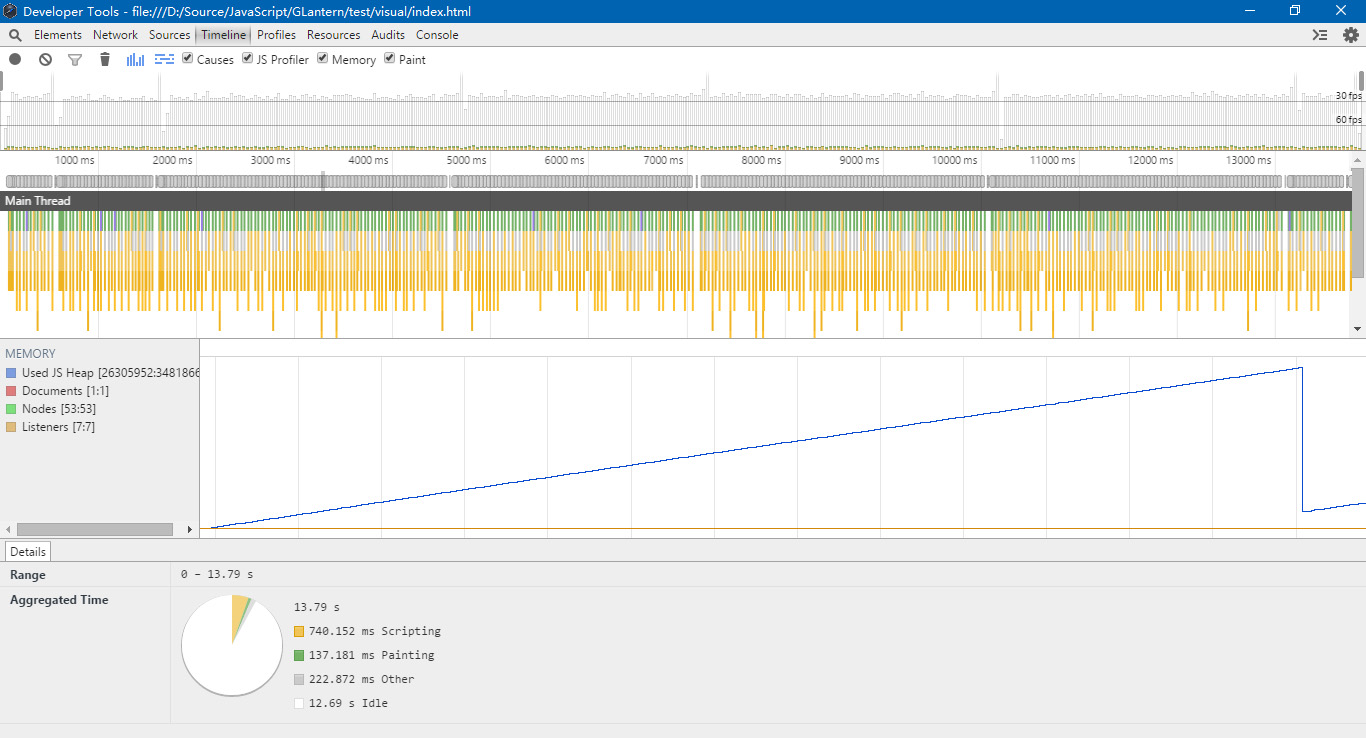 Developer Tools - file:///D:/Source/JavaScript/GLantern/test/visual/index.html
Elements Network Sources Timeline Profiles Resources Audits Console
Causes JS Profiler Memory Paint
30 fps
60 fps
1000 ms 2000 ms 3000 ms 4000 ms 5000 ms 6000 ms 7000 ms 8000 ms 9000 ms 10000 ms 11000 ms 12000 ms 13000 ms
Main Thread
MEMORY
Used JS Heap [26305952:3481866
Documents [1:1]
Nodes [53:53]
Listeners [7:7]
Details
Range 0 – 13.79 s
Aggregated Time
13.79 s
740.152 ms Scripting
137.181 ms Painting
222.872 ms Other
12.69 s Idle